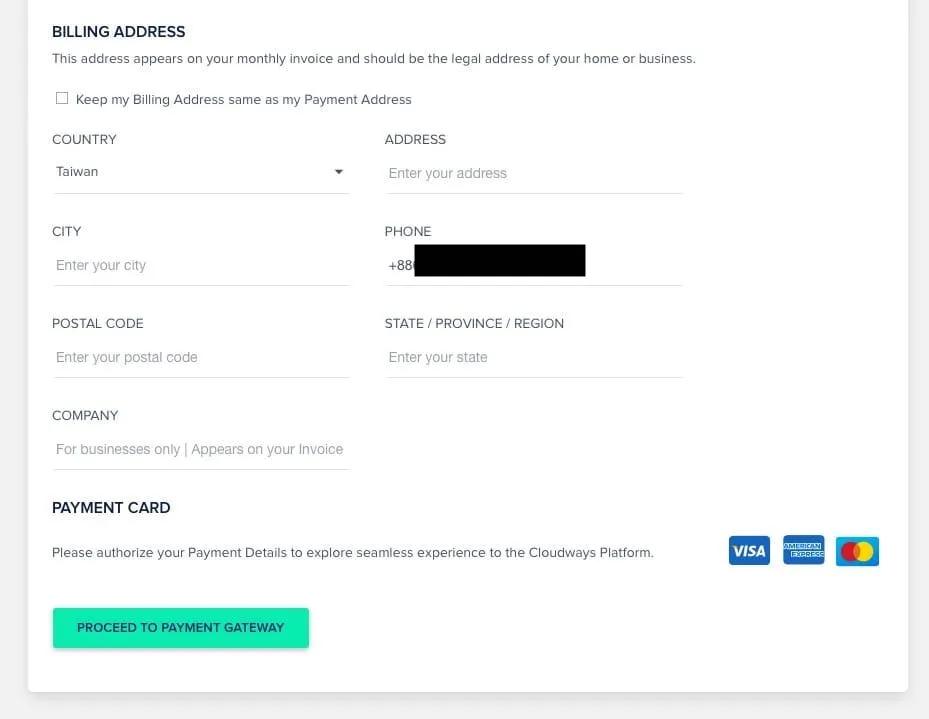 BILLING ADDRESS
This address appears on your monthly invoice and should be the legal address of your home or business.
Keep my Billing Address same as my Payment Address
COUNTRY
ADDRESS
Taiwan
Enter your address
CITY
PHONE
Enter your city
+88
POSTAL CODE
STATE / PROVINCE / REGION
Enter your postal code
Enter your state
COMPANY
For businesses only | Appears on your Invoice
PAYMENT CARD
Please authorize your Payment Details to explore seamless experience to the Cloudways Platform.
VISA
AMERICAN
EXPRESS
PROCEED TO PAYMENT GATEWAY